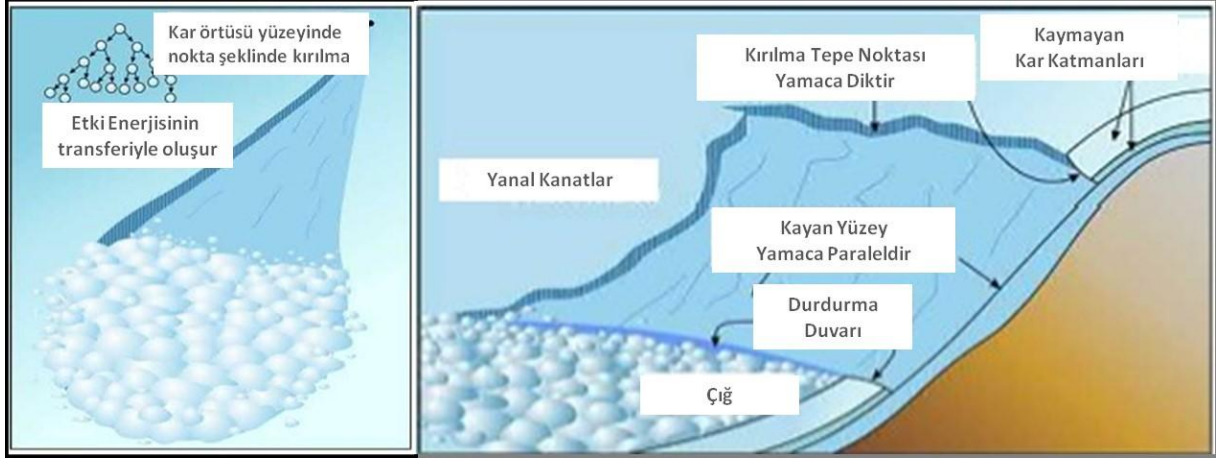 Kar örtüsü yüzeyinde
nokta şeklinde kırılma
Etki Enerjisinin
transferiyle oluşur
Kırılma Tepe Noktası
Yamaca Diktir
Kaymayan
Kar Katmanları
Yanal Kanatlar
Kayan Yüzey
Yamaca Paraleldir
Durdurma
Duvarı
Çığ